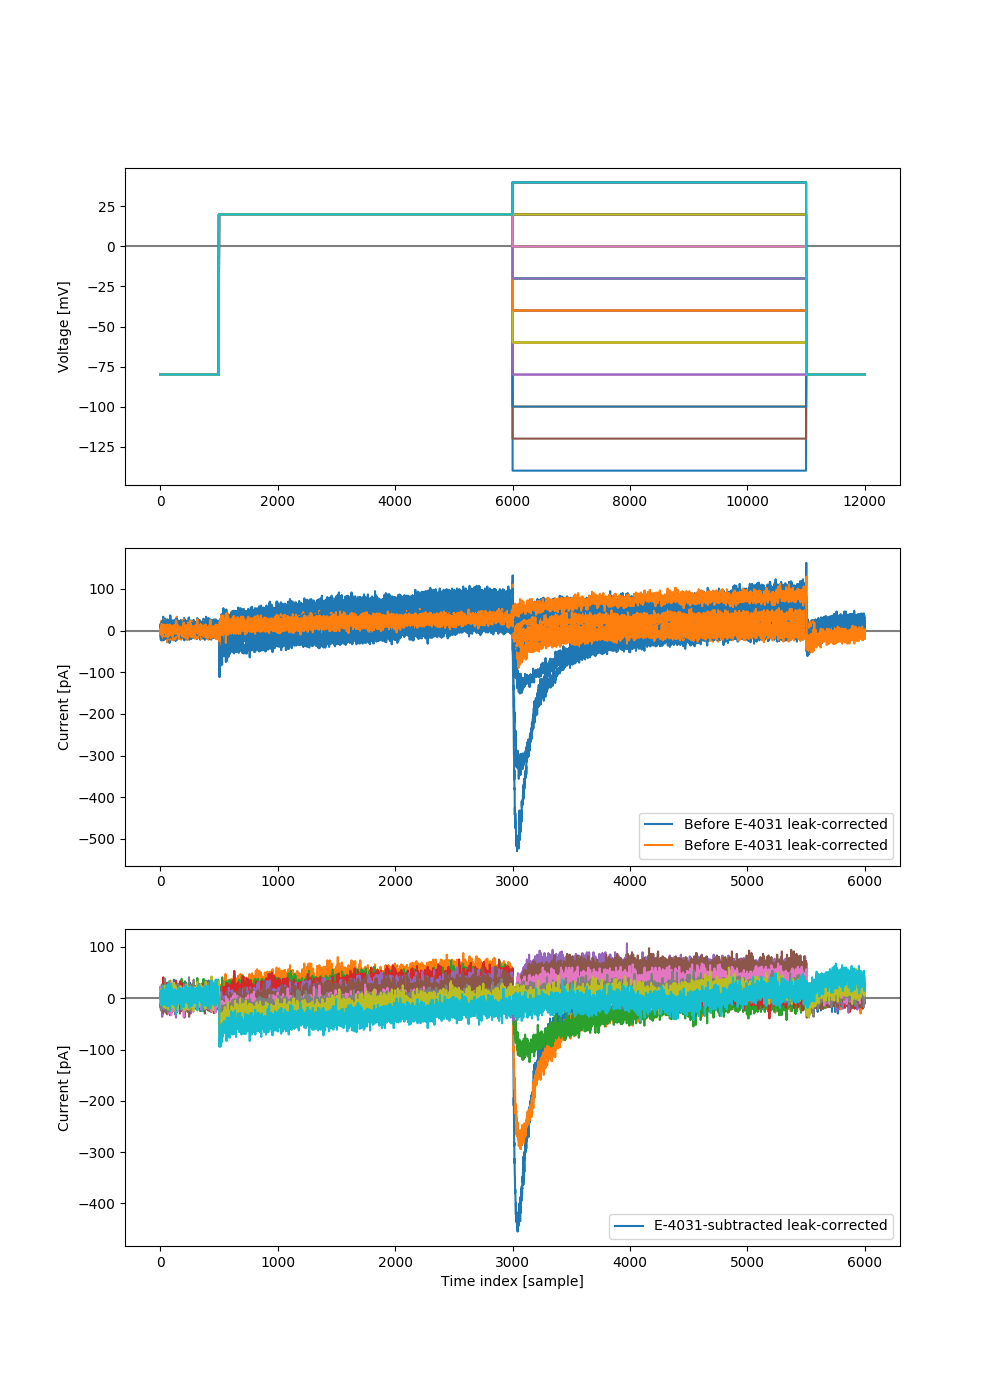 25
0
−25
−50
−75
−100
−125
Voltage [mV]
0 2000 4000 6000 8000 10000 12000
100
0
−100
−200
−300
−400
−500
Current [pA]
Before E-4031 leak-corrected
Before E-4031 leak-corrected
0 1000 2000 3000 4000 5000 6000
100
0
−100
−200
−300
−400
Current [pA]
E-4031-subtracted leak-corrected
0 1000 2000 3000 4000 5000 6000
Time index [sample]